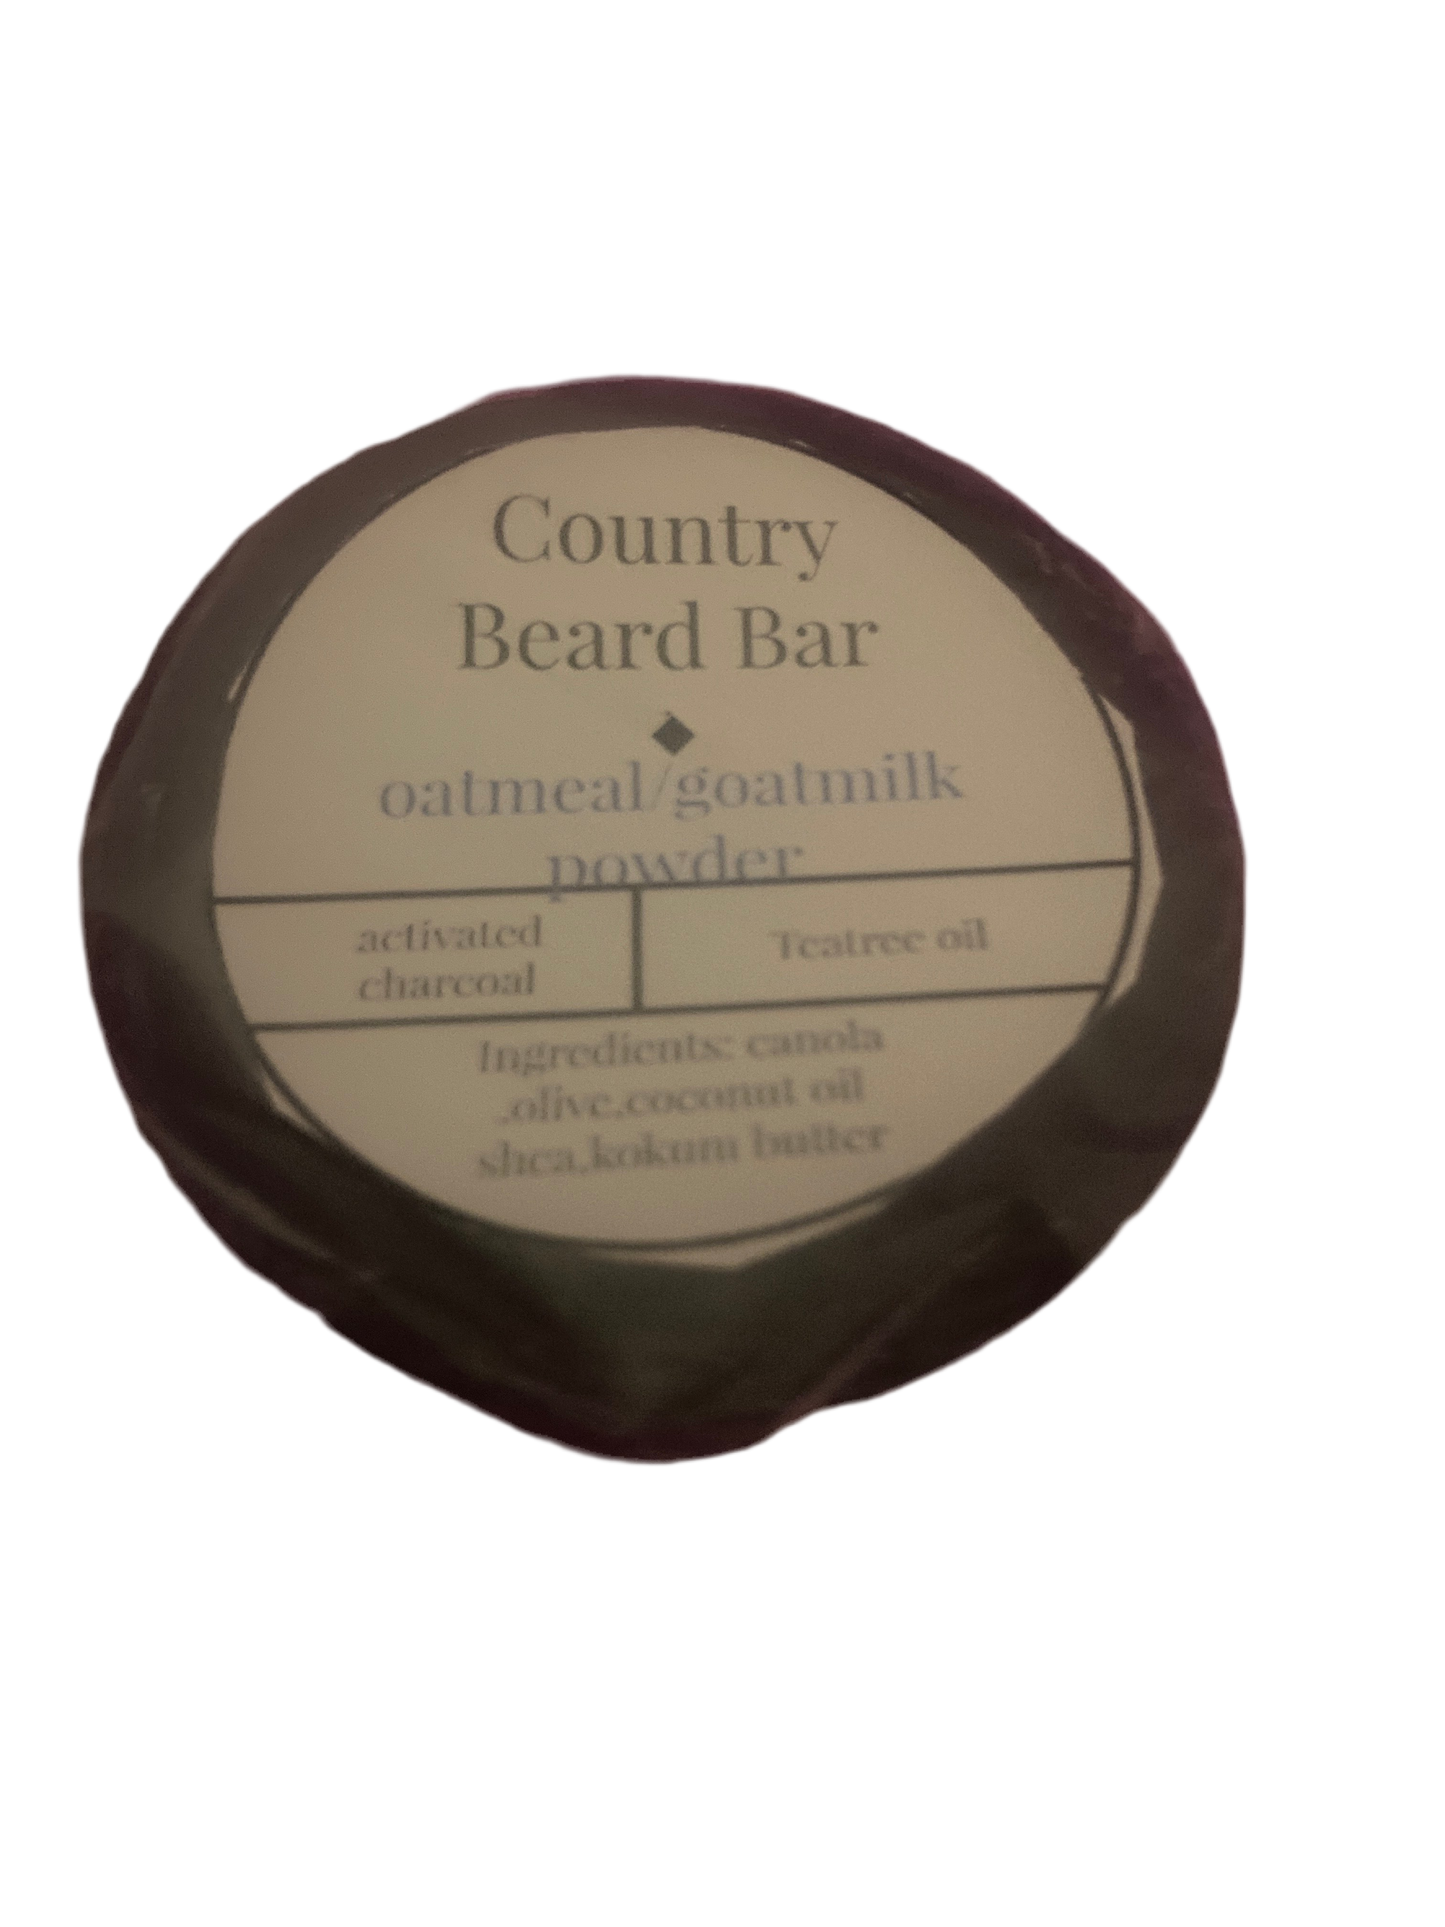 Country
Beard Bar
oatmeal/goatmilk
powder
activated
charcoal
Teatree oil
Ingredients: canola
,olive,coconut oil
shea,kokum butter